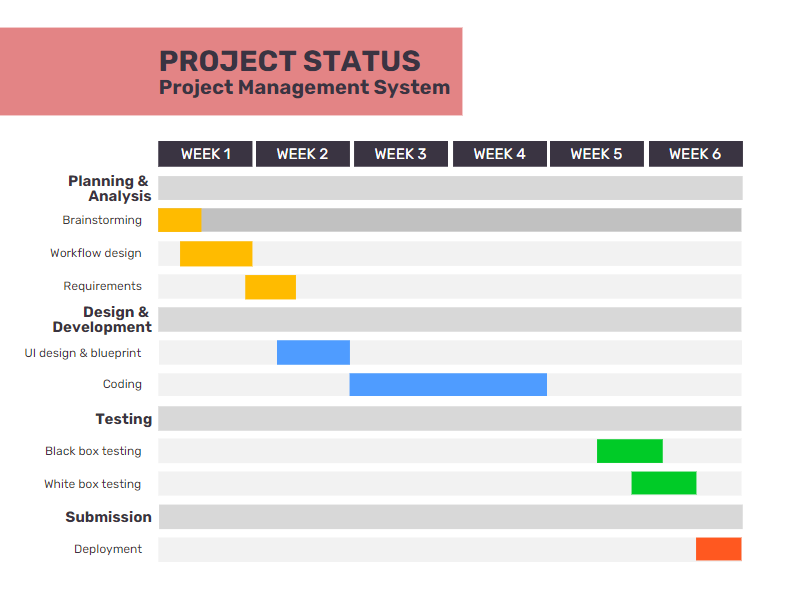 PROJECT STATUS
Project Management System
WEEK 1 WEEK 2 WEEK 3 WEEK 4 WEEK 5 WEEK 6
Planning &
Analysis
Brainstorming
Workflow design
Requirements
Design &
Development
UI design & blueprint
Coding
Testing
Black box testing
White box testing
Submission
Deployment